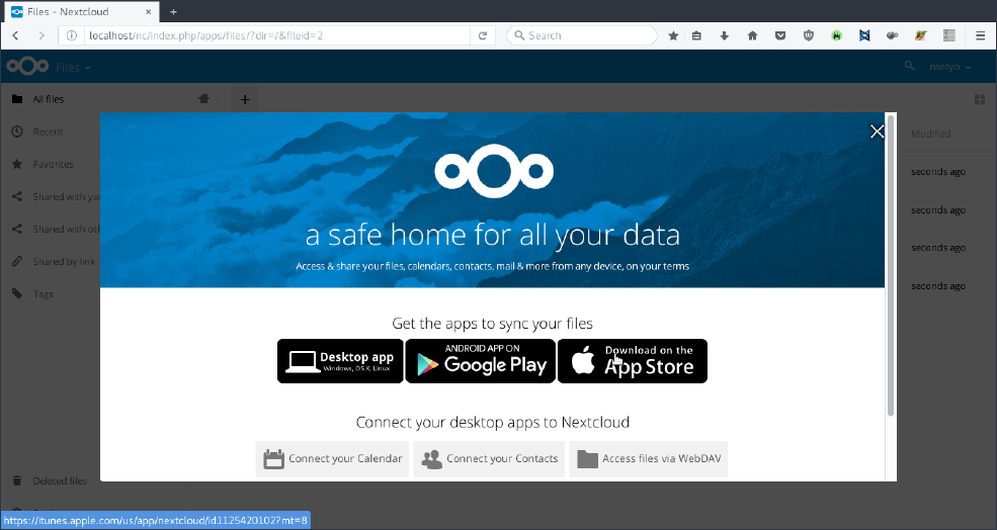 Files - Nextcloud
localhost/nc/index.php/apps/files/?dir=/&fileid=2
Search
Files
nsetyo
All files
Recent
Favorites
Shared with you
Shared with oth
Shared by link
Tags
Deleted files
Modified
seconds ago
seconds ago
seconds ago
seconds ago
a safe home for all your data
Access & share your files, calendars, contacts, mail & more from any device, on your terms
Get the apps to sync your files
Desktop app
Windows, OS X, Linux
ANDROID APP ON
Google Play
Download on the
App Store
Connect your desktop apps to Nextcloud
Connect your Calendar
Connect your Contacts
Access files via WebDAV
https://itunes.apple.com/us/app/nextcloud/id1125420102?mt=8